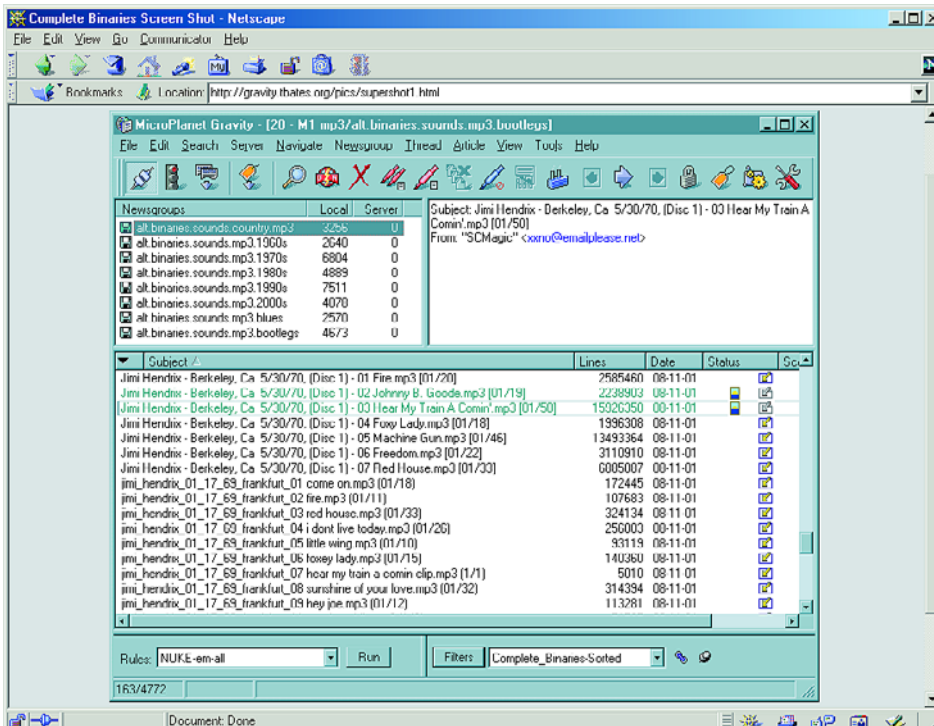 Complete Binaries Screen Shot - Netscape
File Edit View Go Communicator Help
Bookmarks Location: http://gravity.tbates.org/pics/supershot1.html
MicroPlanet Gravity - [20 - M1 mp3/alt.binaries.sounds.mp3.bootlegs]
File Edit Search Server Navigate Newsgroup Thread Article View Tools Help
Newsgroups Local Server
alt.binaries.sounds.country.mp3 3256 0
alt.binaries.sounds.mp3.1960s 2640 0
alt.binaries.sounds.mp3.1970s 6804 0
alt.binaries.sounds.mp3.1980s 4889 0
alt.binaries.sounds.mp3.1990s 7511 0
alt.binaries.sounds.mp3.2000s 4070 0
alt.binaries.sounds.mp3.blues 2570 0
alt.binaries.sounds.mp3.bootlegs 4673 0
Subject: Jimi Hendrix - Berkeley, Ca 5/30/70, (Disc 1) - 03 Hear My Train A
Comin'.mp3 [01/50]
From: "SCMagic" <xxno@emailplease.net>
Subject Lines Date Status
Jimi Hendrix - Berkeley, Ca 5/30/70, (Disc 1) - 01 Fire.mp3 [01/20] 2585460 08-11-01
Jimi Hendrix - Berkeley, Ca 5/30/70, (Disc 1) - 02 Johnny B. Goode.mp3 [01/19] 2238903 08-11-01
Jimi Hendrix - Berkeley, Ca 5/30/70, (Disc 1) - 03 Hear My Train A Comin'.mp3 [01/50] 15926350 08-11-01
Jimi Hendrix - Berkeley, Ca 5/30/70, (Disc 1) - 04 Foxy Lady.mp3 [01/18] 1996308 08-11-01
Jimi Hendrix - Berkeley, Ca 5/30/70, (Disc 1) - 05 Machine Gun.mp3 [01/46] 13493364 08-11-01
Jimi Hendrix - Berkeley, Ca 5/30/70, (Disc 1) - 06 Freedom.mp3 [01/22] 3110910 08-11-01
Jimi Hendrix - Berkeley, Ca 5/30/70, (Disc 1) - 07 Red House.mp3 [01/33] 6005007 08-11-01
jimi_hendrix_01_17_69_frankfurt_01 come on.mp3 (01/18) 172445 08-11-01
jimi_hendrix_01_17_69_frankfurt_02 fire.mp3 (01/11) 107683 08-11-01
jimi_hendrix_01_17_69_frankfurt_03 red house.mp3 (01/33) 324134 08-11-01
jimi_hendrix_01_17_69_frankfurt_04 i dont live today.mp3 (01/26) 256003 08-11-01
jimi_hendrix_01_17_69_frankfurt_05 little wing.mp3 (01/10) 93119 08-11-01
jimi_hendrix_01_17_69_frankfurt_06 foxey lady.mp3 (01/15) 140360 08-11-01
jimi_hendrix_01_17_69_frankfurt_07 hear my train a comin clip.mp3 (1/1) 5010 08-11-01
jimi_hendrix_01_17_69_frankfurt_08 sunshine of your love.mp3 (01/32) 314394 08-11-01
jimi_hendrix_01_17_69_frankfurt_09 hey joe.mp3 (01/12) 113281 08-11-01
Rules: NUKE-em-all Run Filters Complete_Binaries-Sorted
163/4772
Document: Done